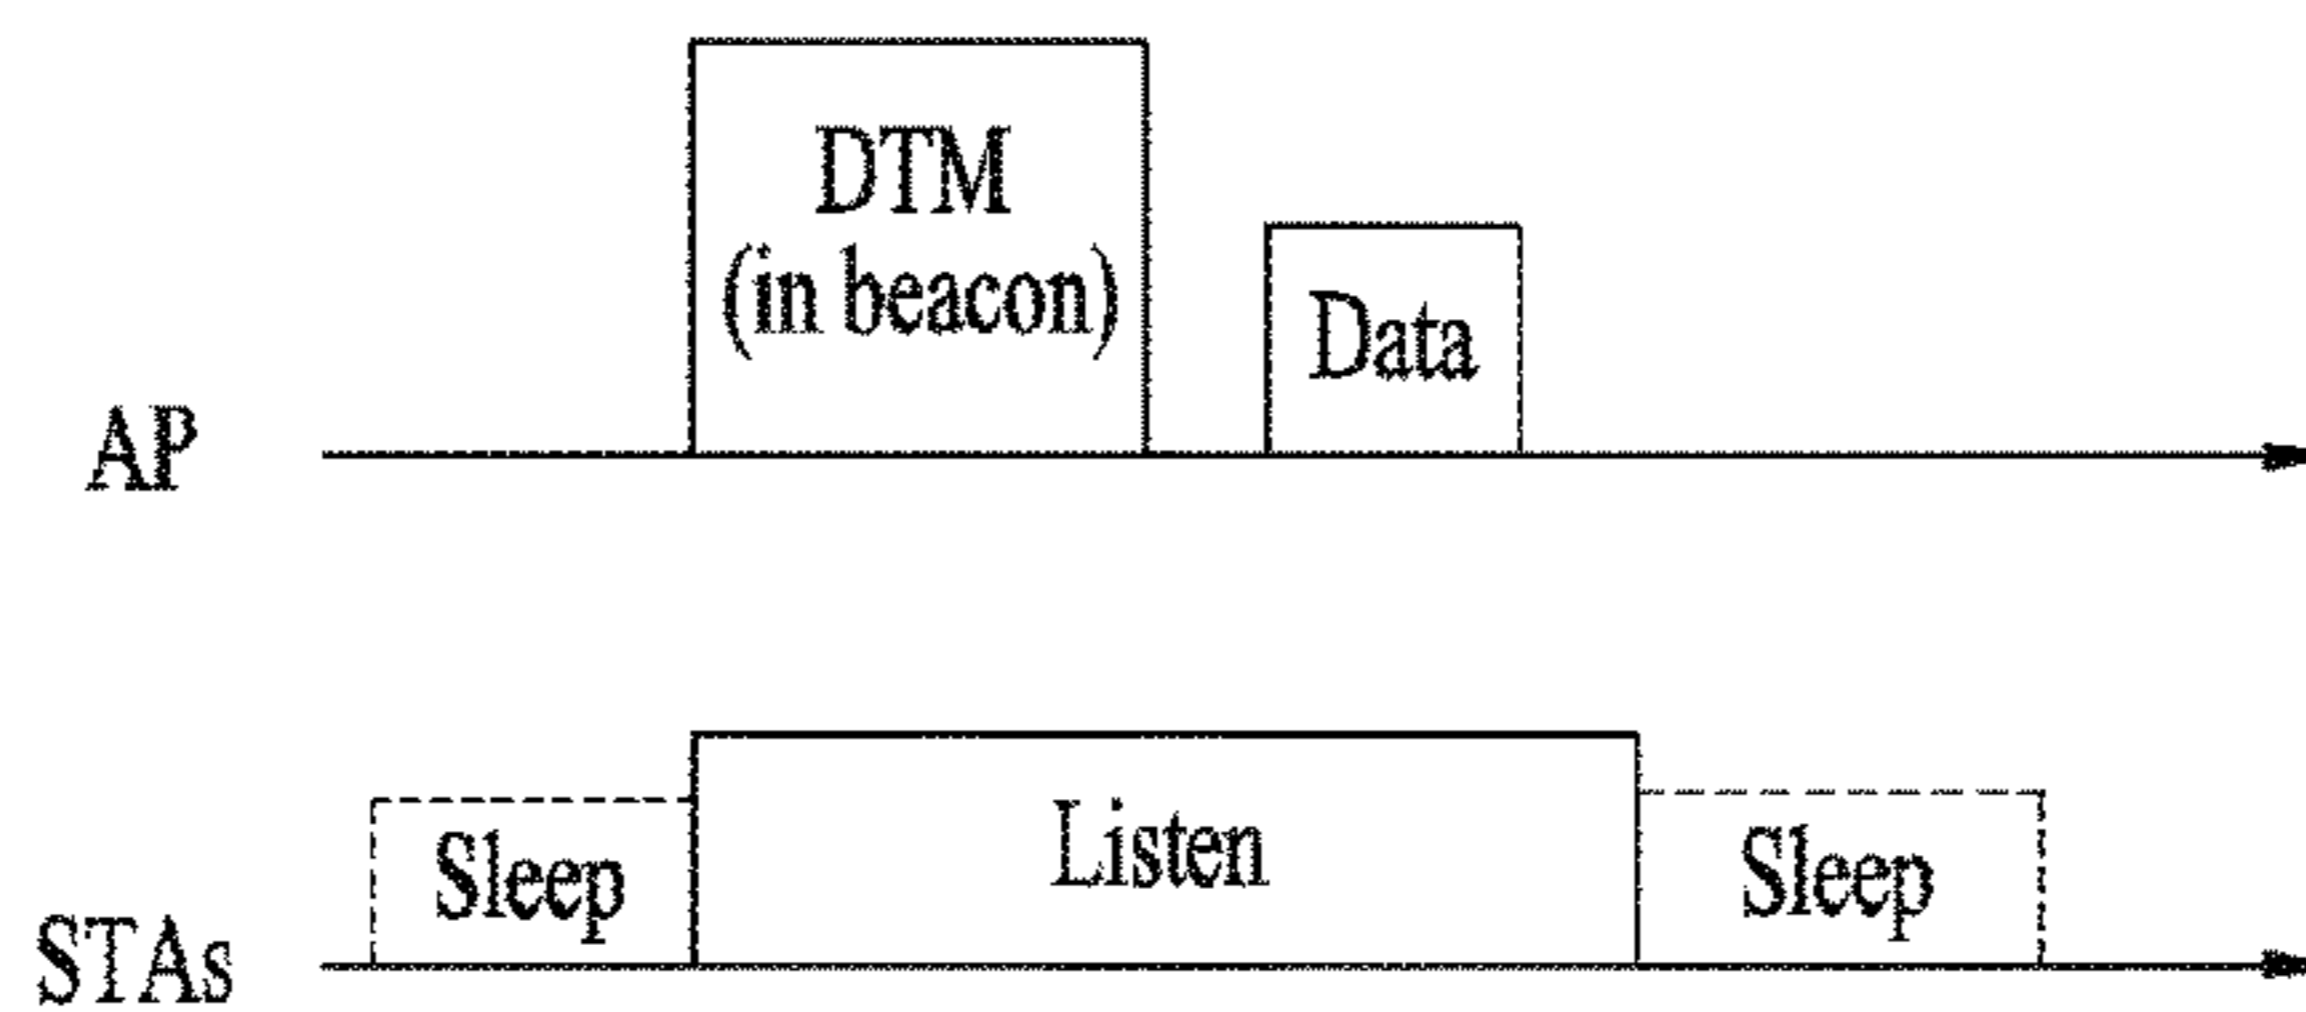 DTM
(in beacon)
Data
AP
Listen
Sleep
Sleep
STAs